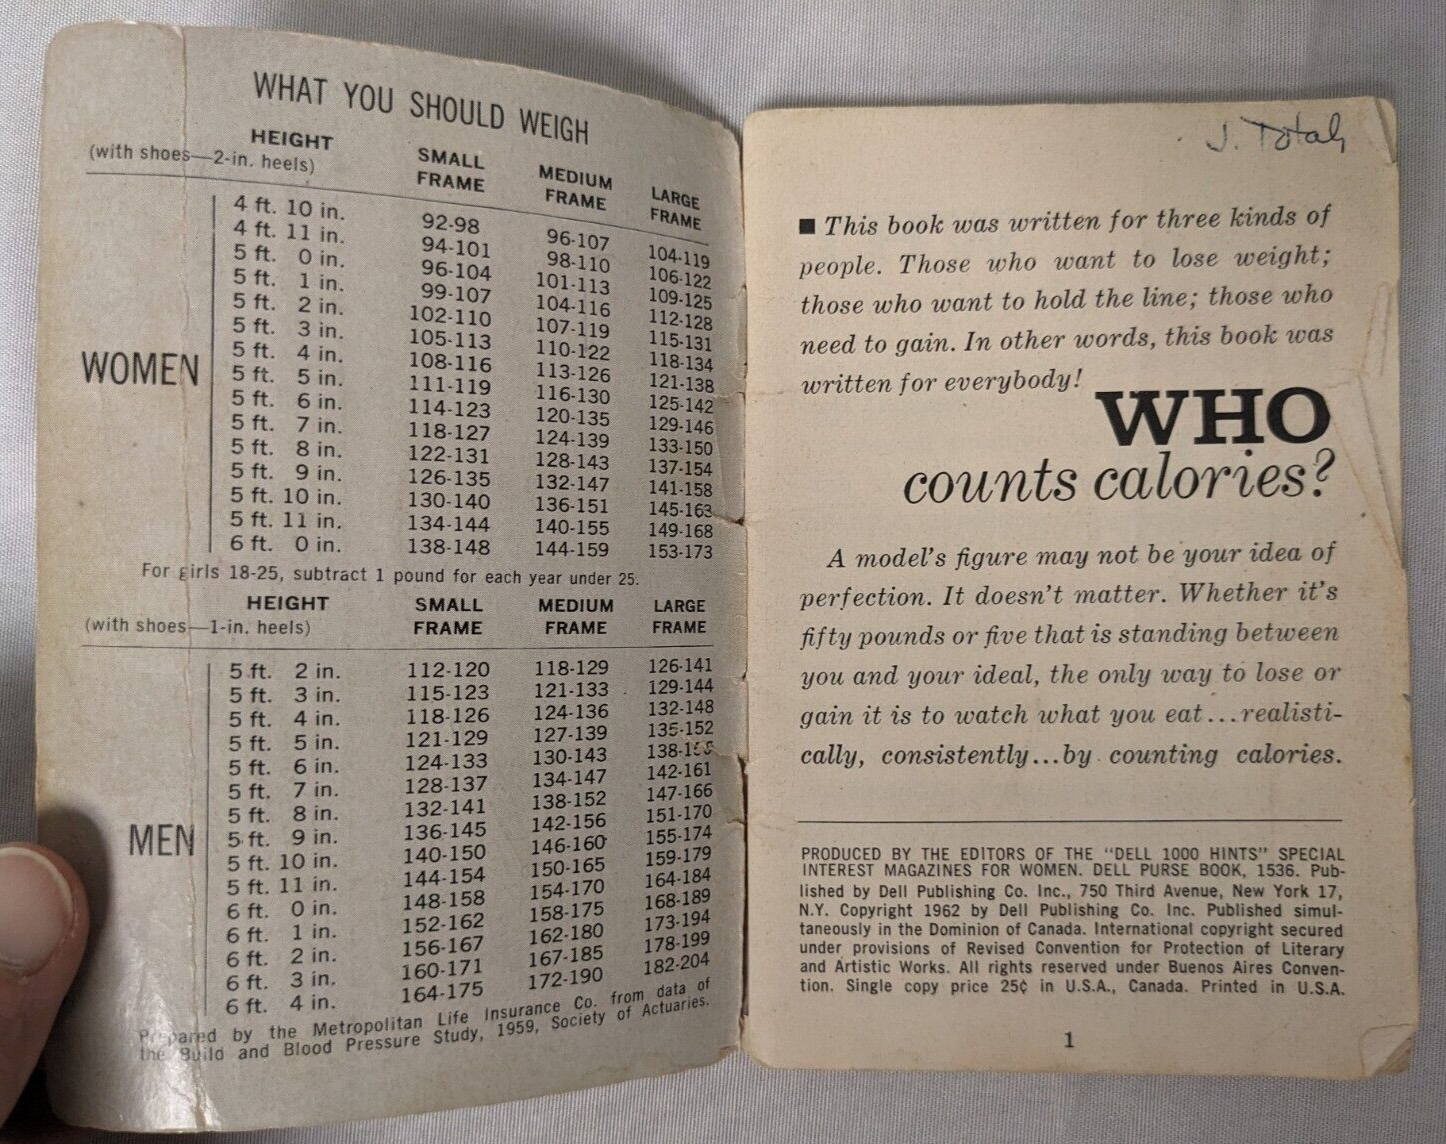 WHAT YOU SHOULD WEIGH
HEIGHT
(with shoes—2-in. heels)
SMALL FRAME
MEDIUM FRAME
LARGE FRAME
WOMEN
4 ft. 10 in. 92-98 96-107 104-119
4 ft. 11 in. 94-101 98-110 106-122
5 ft. 0 in. 96-104 101-113 109-125
5 ft. 1 in. 99-107 104-116 112-128
5 ft. 2 in. 102-110 107-119 115-131
5 ft. 3 in. 105-113 110-122 118-134
5 ft. 4 in. 108-116 113-126 121-138
5 ft. 5 in. 111-119 116-130 125-142
5 ft. 6 in. 114-123 120-135 129-146
5 ft. 7 in. 118-127 124-139 133-150
5 ft. 8 in. 122-131 128-143 137-154
5 ft. 9 in. 126-135 132-147 141-158
5 ft. 10 in. 130-140 136-151 145-163
5 ft. 11 in. 134-144 140-155 149-168
6 ft. 0 in. 138-148 144-159 153-173
For girls 18-25, subtract 1 pound for each year under 25.
HEIGHT
(with shoes—1-in. heels)
SMALL FRAME
MEDIUM FRAME
LARGE FRAME
MEN
5 ft. 2 in. 112-120 118-129 126-141
5 ft. 3 in. 115-123 121-133 129-144
5 ft. 4 in. 118-126 124-136 132-148
5 ft. 5 in. 121-129 127-139 135-152
5 ft. 6 in. 124-133 130-143
5 ft. 7 in. 128-137 134-147 142-161
5 ft. 8 in. 132-141 138-152 147-166
5 ft. 9 in. 136-145 142-156 151-170
5 ft. 10 in. 140-150 146-160 155-174
5 ft. 11 in. 144-154 150-165 159-179
6 ft. 0 in. 148-158 154-170 164-184
6 ft. 1 in. 152-162 158-175 168-189
6 ft. 2 in. 156-167 162-180 173-194
6 ft. 3 in. 160-171 167-185 178-199
6 ft. 4 in. 164-175 172-190 182-204
Prepared by the Metropolitan Life Insurance Co. from data of
the Build and Blood Pressure Study, 1959, Society of Actuaries.
J.
■ This book was written for three kinds of
people. Those who want to lose weight;
those who want to hold the line; those who
need to gain. In other words, this book was
written for everybody!
WHO
counts calories?
A model's figure may not be your idea of
perfection. It doesn't matter. Whether it's
fifty pounds or five that is standing between
you and your ideal, the only way to lose or
gain it is to watch what you eat...realisti-
cally, consistently...by counting calories.
PRODUCED BY THE EDITORS OF THE "DELL 1000 HINTS" SPECIAL
INTEREST MAGAZINES FOR WOMEN. DELL PURSE BOOK, 1536. Pub-
lished by Dell Publishing Co. Inc., 750 Third Avenue, New York 17,
N.Y. Copyright 1962 by Dell Publishing Co. Inc. Published simul-
taneously in the Dominion of Canada. International copyright secured
under provisions of Revised Convention for Protection of Literary
and Artistic Works. All rights reserved under Buenos Aires Conven-
tion. Single copy price 25¢ in U.S.A., Canada. Printed in U.S.A.
1